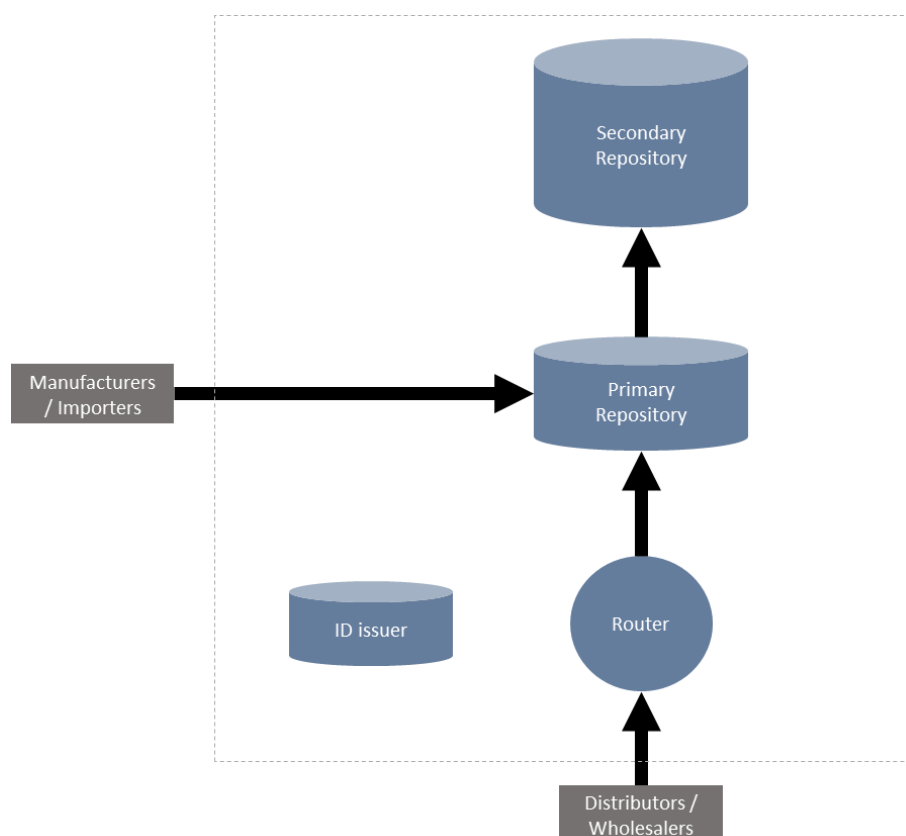 Secondary
Repository
Manufacturers
/ Importers
Primary
Repository
ID issuer
Router
Distributors /
Wholesalers